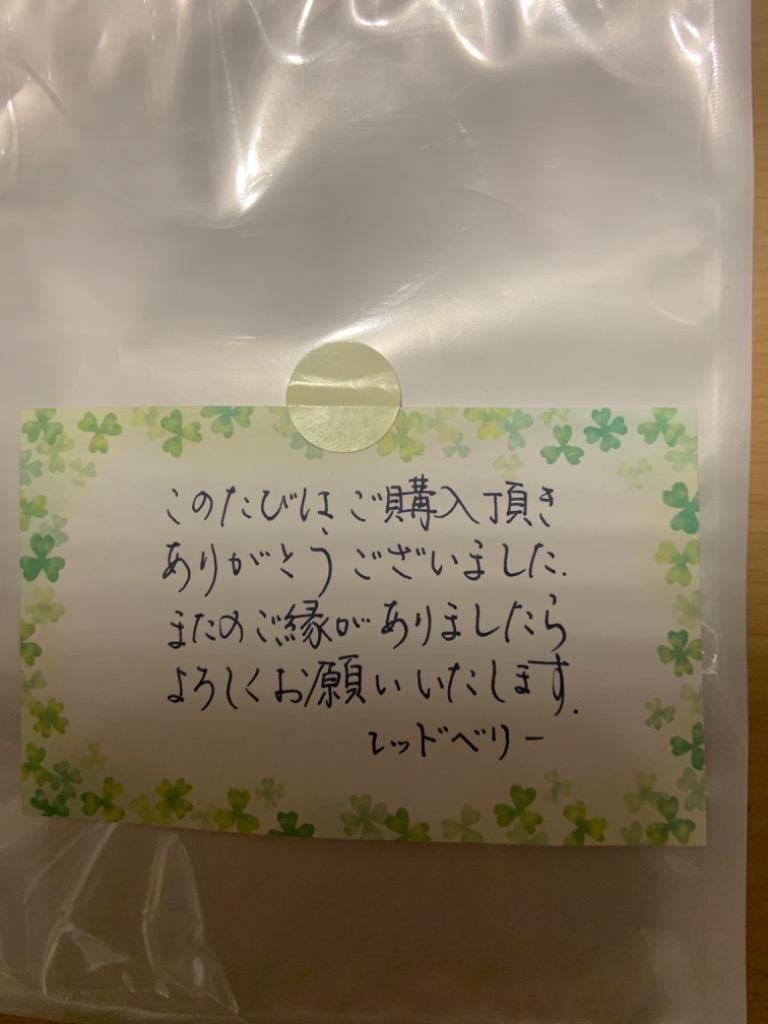 このたびは ご購入頂き
ありがとうございました.
またのご縁がありましたら
よろしくお願いいたします.
レッドベリー